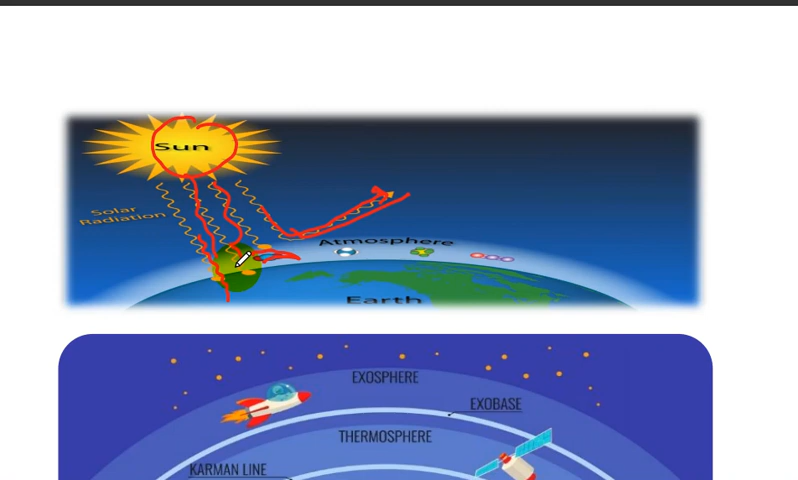 Sun
Solar
Radiation
Atmosphere
Earth
EXOSPHERE
EXOBASE
THERMOSPHERE
KARMAN LINE